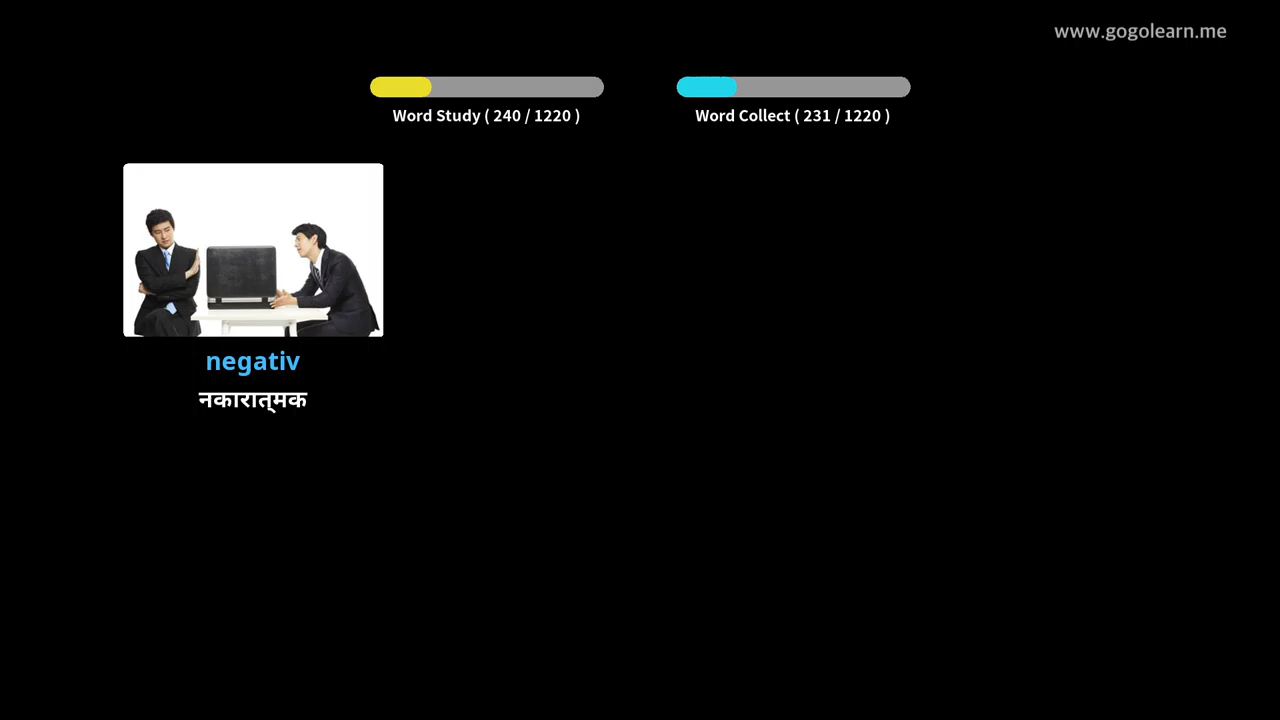 www.gogolearn.me
Word Study ( 240 / 1220 )
Word Collect ( 231 / 1220 )
negativ
नकारात्मक